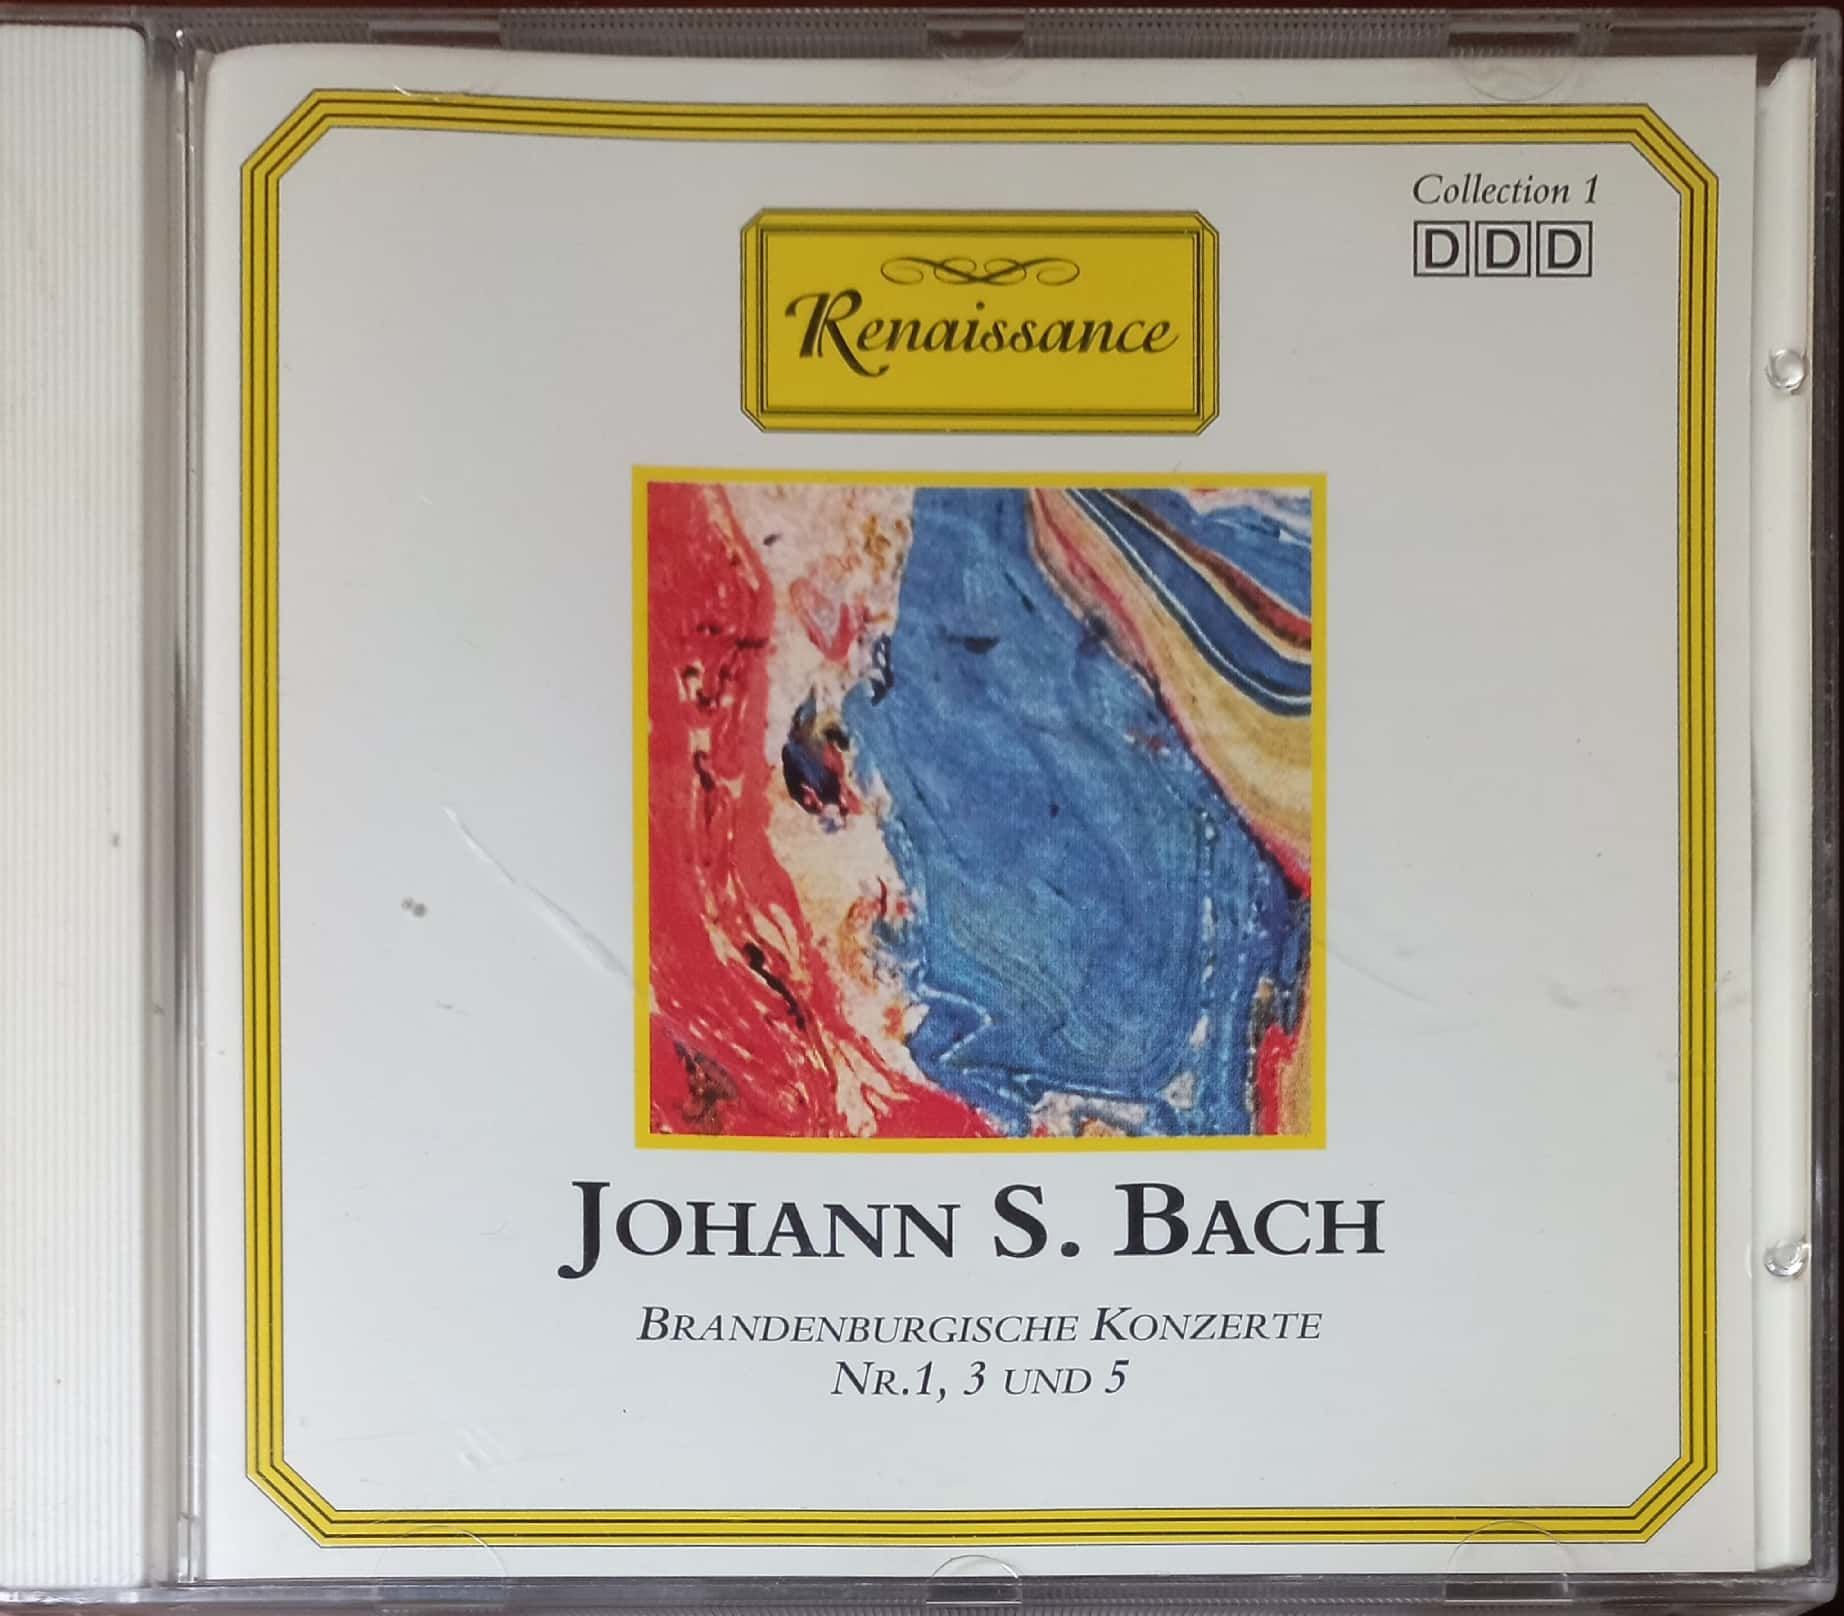 Collection 1
DDD
Renaissance
JOHANN S. BACH
BRANDENBURGISCHE KONZERTE
NR.1, 3 UND 5